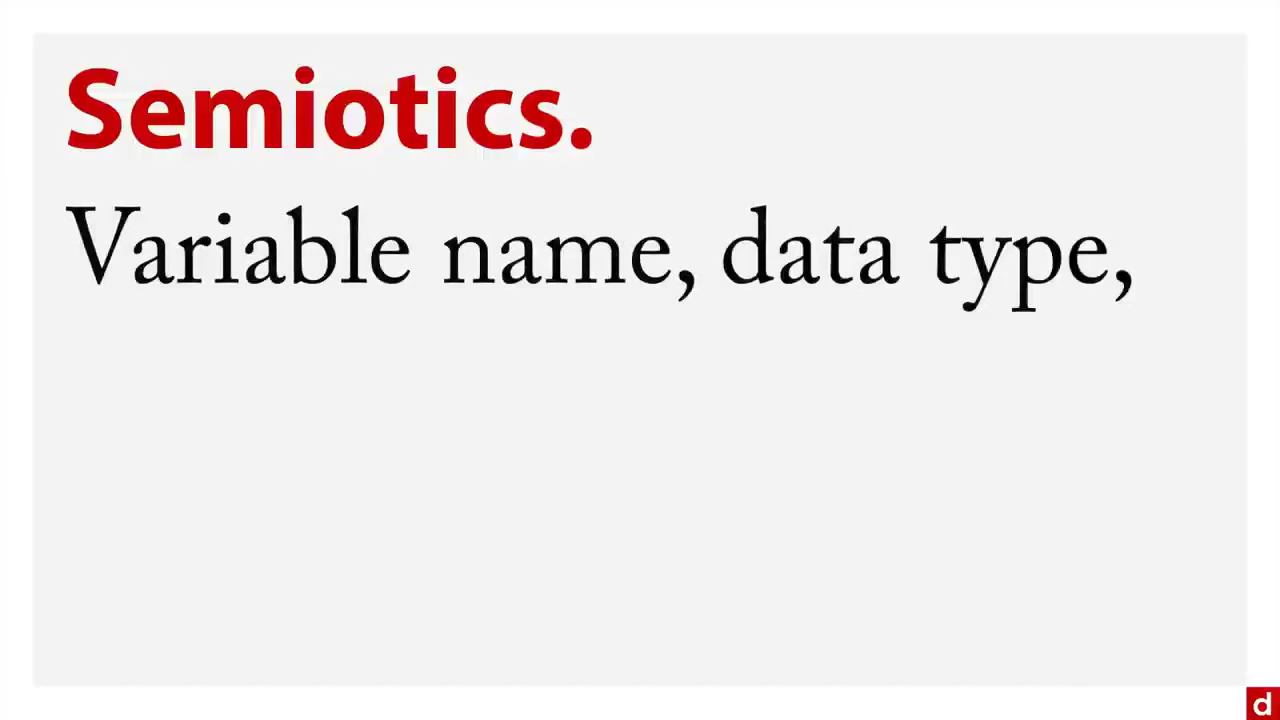 Semiotics.
Variable name, data type,
d